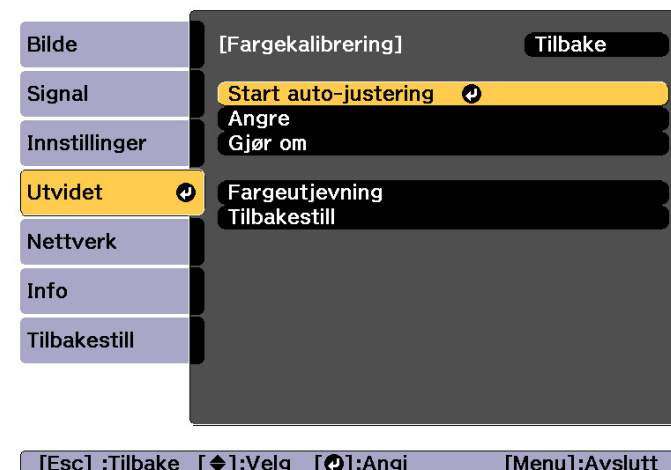 Bilde
Signal
Innstillinger
Utvidet
Nettverk
Info
Tilbakestill
[Fargekalibrering] Tilbake
Start auto-justering
Angre
Gjør om
Fargeutjevning
Tilbakestill
[Esc] :Tilbake [◆]:Velg [↵]:Angi [Menu]:Avslutt